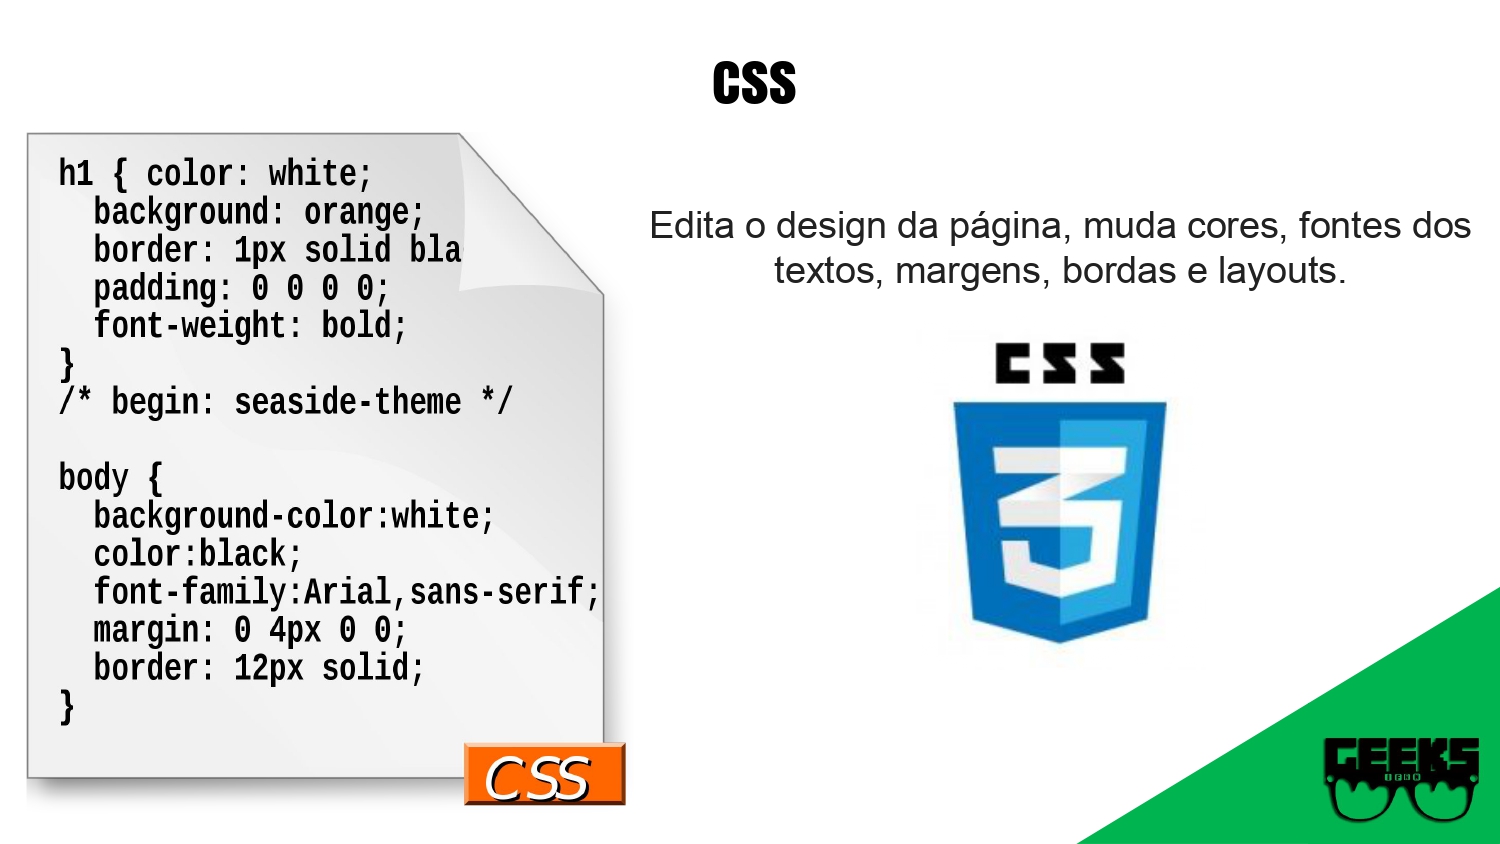 CSS
h1 { color: white;
background: orange;
border: 1px solid bla
padding: 0 0 0 0;
font-weight: bold;
}
/* begin: seaside-theme */
body {
background-color:white;
color:black;
font-family:Arial,sans-serif;
margin: 0 4px 0 0;
border: 12px solid;
}
CSS
Edita o design da página, muda cores, fontes dos
textos, margens, bordas e layouts.
CSS
3
GEEKS